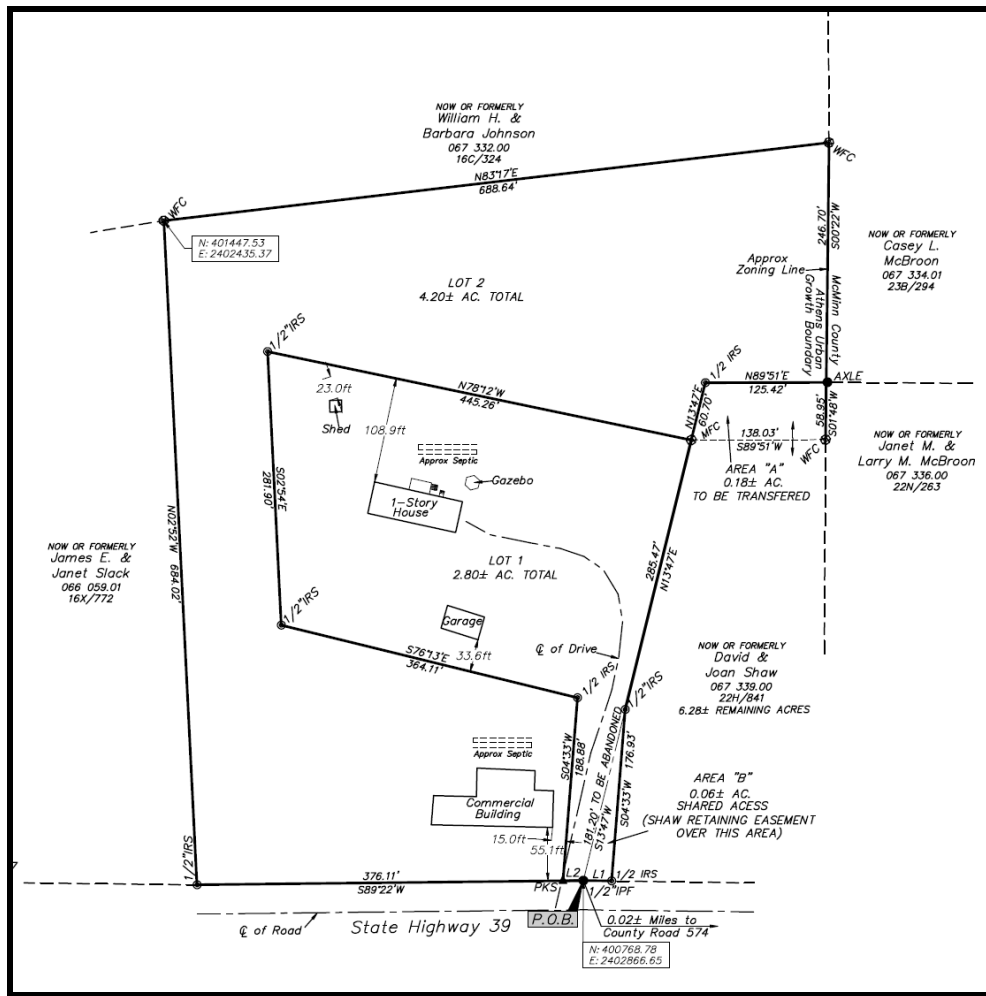 NOW OR FORMERLY
William H. &
Barbara Johnson
067 332.00
16C/324
WFC
N83°17'E
688.64'
WFC
N: 401447.53
E: 2402435.37
S00°22'W
246.70'
NOW OR FORMERLY
Casey L.
McBroon
067 334.01
23B/294
Approx
Zoning Line
McMinn County
Athens Urban
Growth Boundary
LOT 2
4.20± AC. TOTAL
1/2"IRS
1/2 IRS
N89°51'E
125.42'
AXLE
23.0ft
Shed
N78°12'W
445.26'
108.9ft
N13°47'E
60.70'
MFC
138.03'
S89°51'W
58.95'
S01°48'W
WFC
NOW OR FORMERLY
Janet M. &
Larry M. McBroon
067 336.00
22N/263
AREA "A"
0.18± AC.
TO BE TRANSFERED
Approx Septic
Gazebo
1-Story
House
S02°54'E
281.90'
N02°52'W 684.02'
NOW OR FORMERLY
James E. &
Janet Slack
066 059.01
16X/772
LOT 1
2.80± AC. TOTAL
285.47'
N13°47'E
1/2"IRS
Garage
33.6ft
S76°13'E
364.11'
℄ of Drive
NOW OR FORMERLY
David &
Joan Shaw
067 339.00
22H/841
6.28± REMAINING ACRES
1/2 IRS
1/2"IRS
S04°33'W
188.88'
181.20' TO BE ABANDONED
S13°47'W
S04°33'W 176.93'
Approx Septic
Commercial
Building
15.0ft
55.1ft
AREA "B"
0.06± AC.
SHARED ACESS
(SHAW RETAINING EASEMENT
OVER THIS AREA)
1/2"IRS
376.11'
S89°22'W
PKS
L2
L1
1/2 IRS
1/2"IPF
℄ of Road
State Highway 39
P.O.B.
0.02± Miles to
County Road 574
N: 400768.78
E: 2402866.65